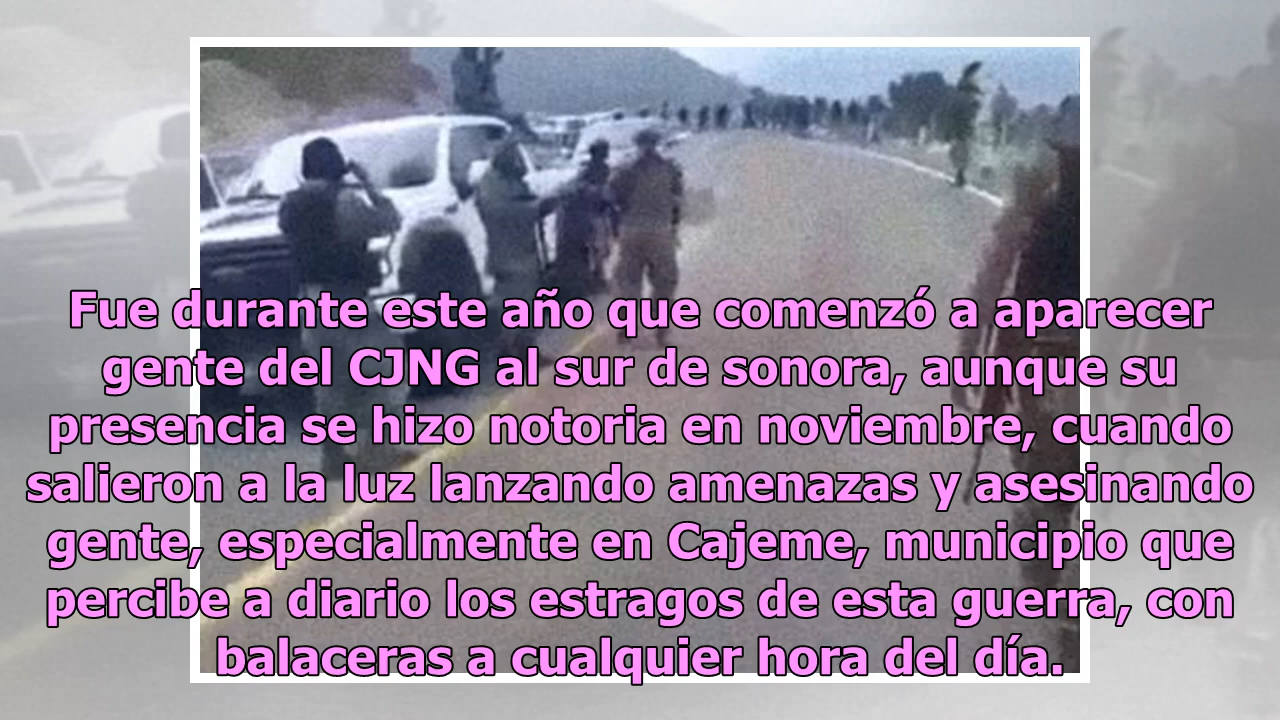 Fue durante este año que comenzó a aparecer
gente del CJNG al sur de sonora, aunque su
presencia se hizo notoria en noviembre, cuando
salieron a la luz lanzando amenazas y asesinando
gente, especialmente en Cajeme, municipio que
percibe a diario los estragos de esta guerra, con
balaceras a cualquier hora del día.